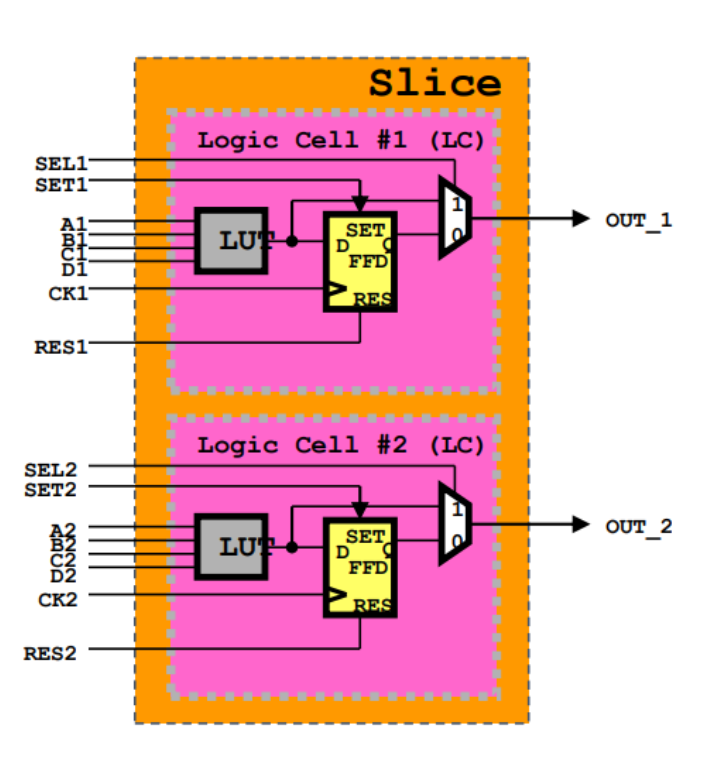 Slice
Logic Cell #1 (LC)
SEL1
SET1
A1
B1
C1
D1
CK1
RES1
LUT
SET
D Q
FFD
RES
1
0
OUT_1
Logic Cell #2 (LC)
SEL2
SET2
A2
B2
C2
D2
CK2
RES2
LUT
SET
D Q
FFD
RES
1
0
OUT_2